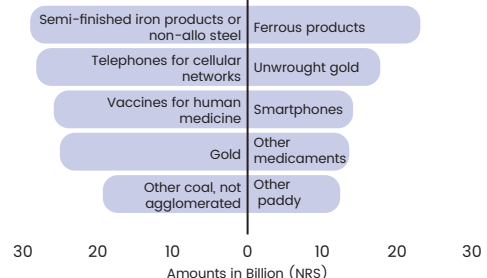 Semi-finished iron products or
non-allo steel
Ferrous products
Telephones for cellular
networks
Unwrought gold
Vaccines for human
medicine
Smartphones
Gold
Other
medicaments
Other coal, not
agglomerated
Other
paddy
30 20 10 0 10 20 30
Amounts in Billion (NRS)